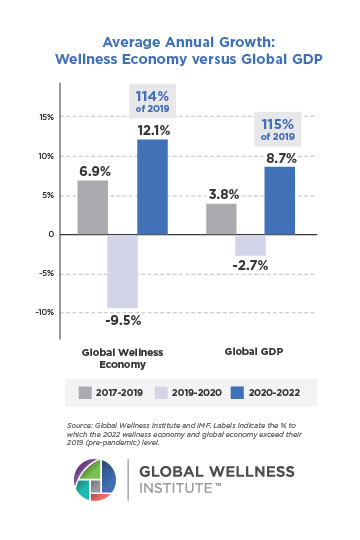 Average Annual Growth:
Wellness Economy versus Global GDP
114%
of 2019
115%
of 2019
15%
10%
5%
0
-5%
-10%
6.9%
12.1%
-9.5%
3.8%
8.7%
-2.7%
Global Wellness
Economy
Global GDP
2017-2019
2019-2020
2020-2022
Source: Global Wellness Institute and IMF. Labels indicate the % to
which the 2022 wellness economy and global economy exceed their
2019 (pre-pandemic) level.
GLOBAL WELLNESS
INSTITUTE™